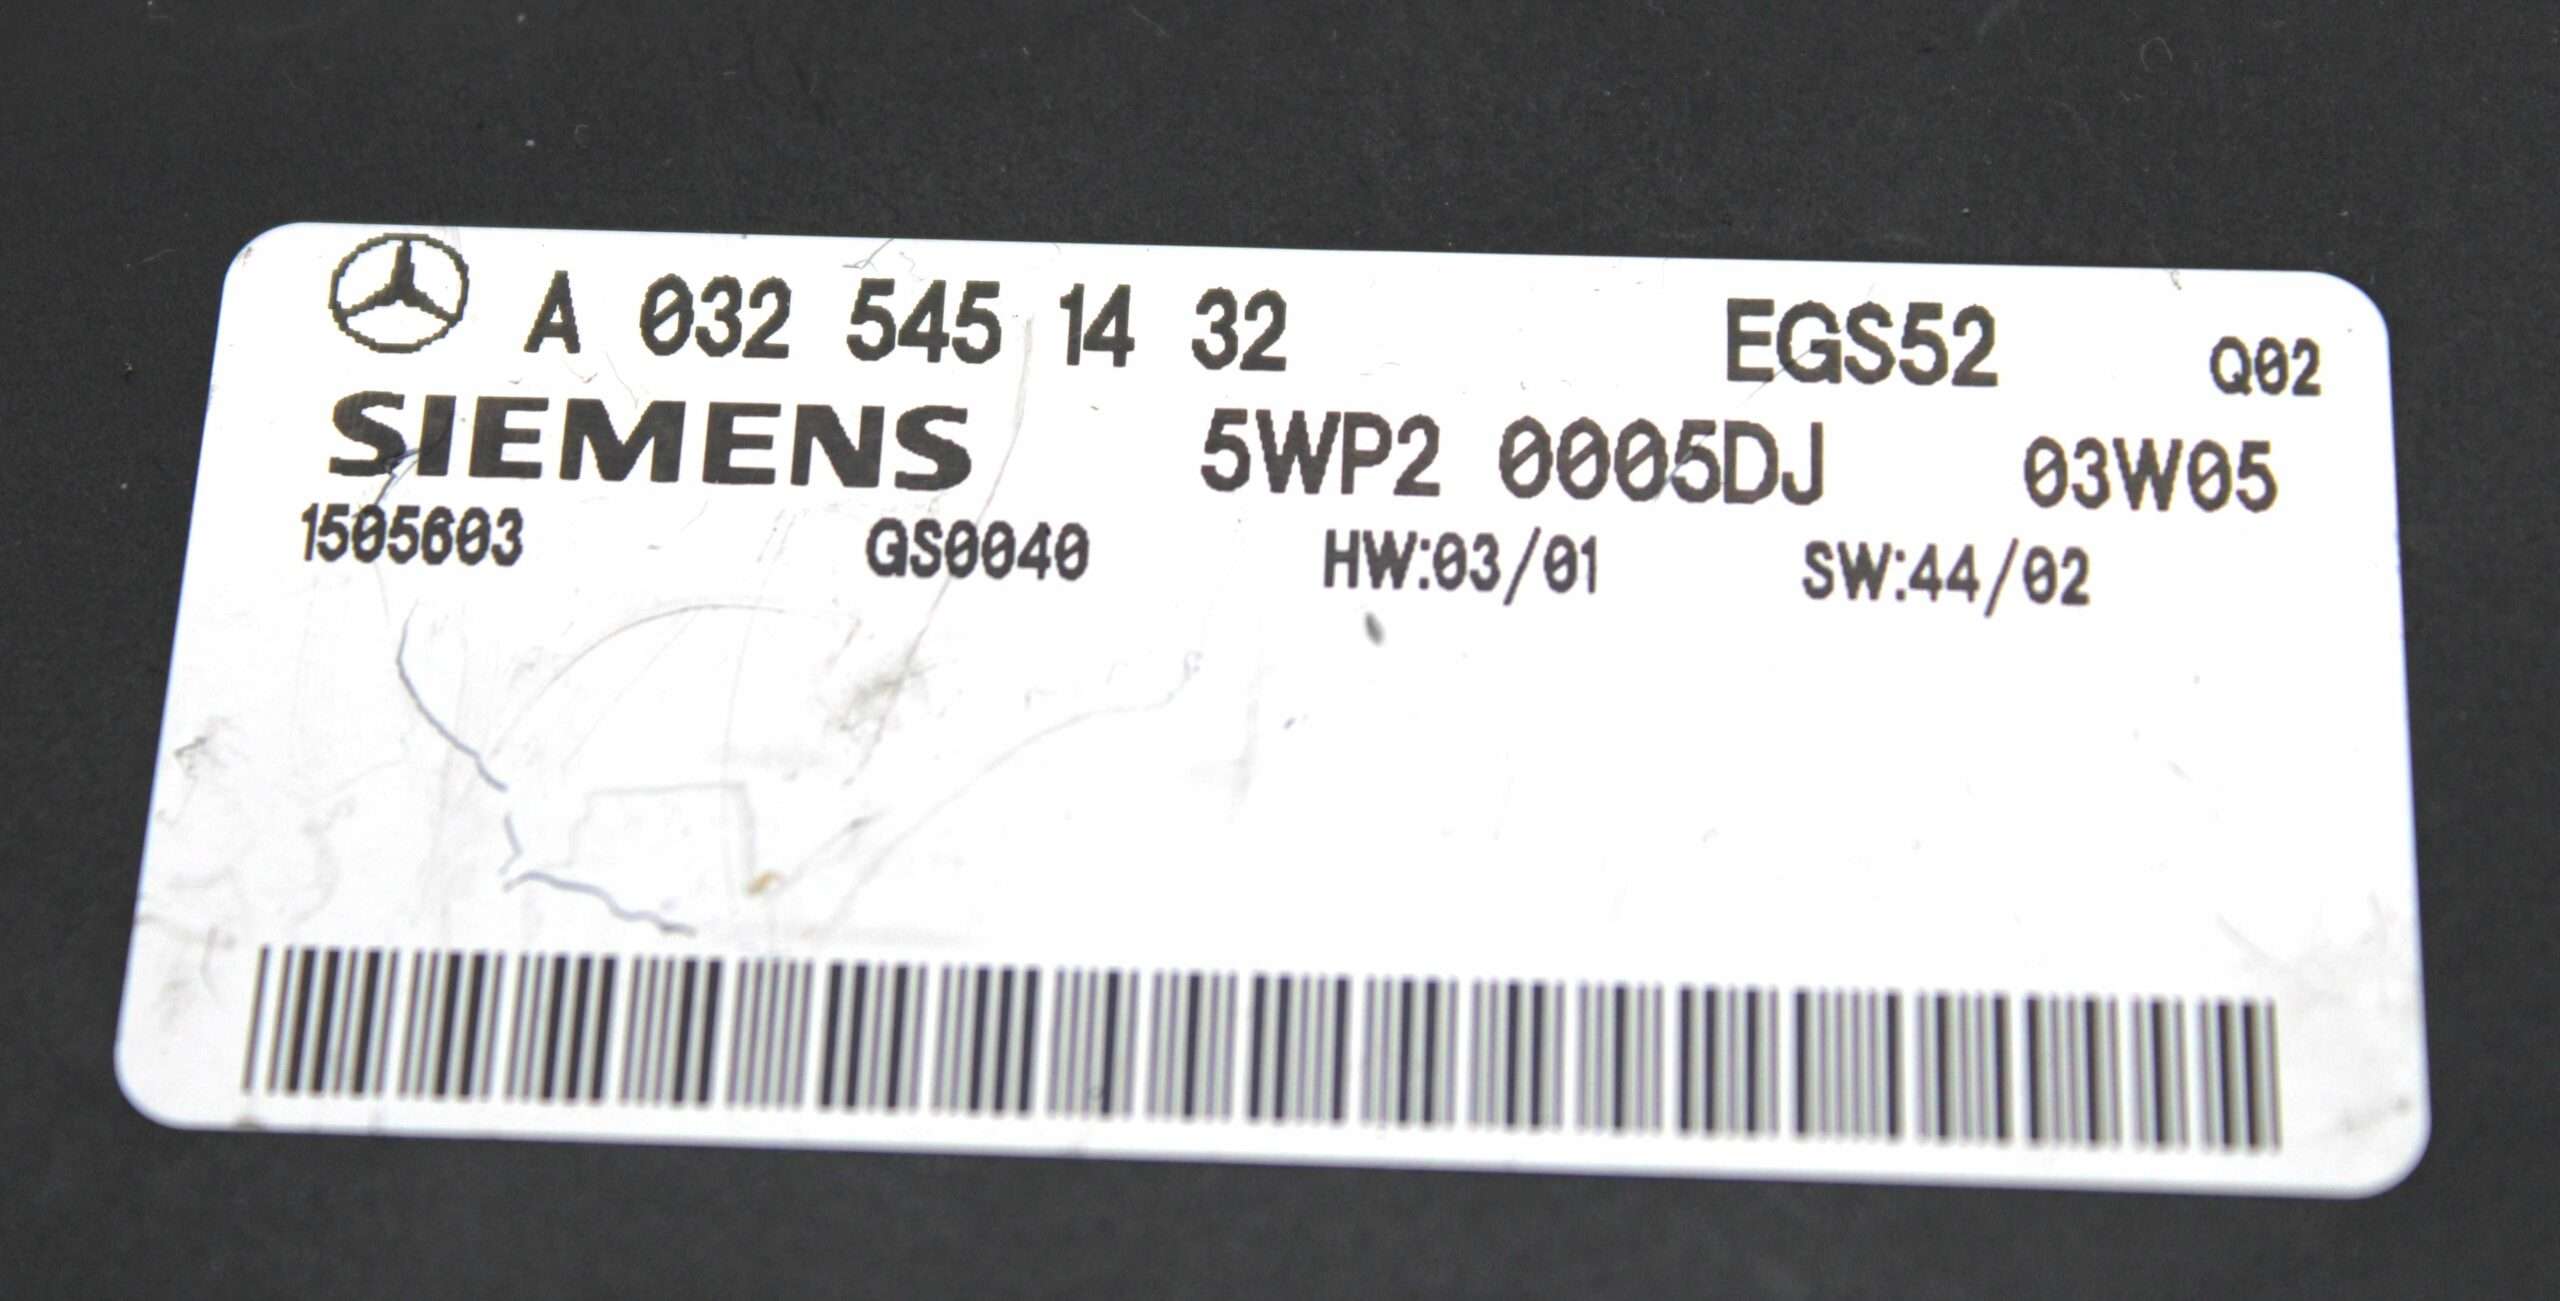 A 032 545 14 32 EGS52 Q02
SIEMENS 5WP2 0005DJ 03W05
1505603 GS0040 HW:03/01 SW:44/02